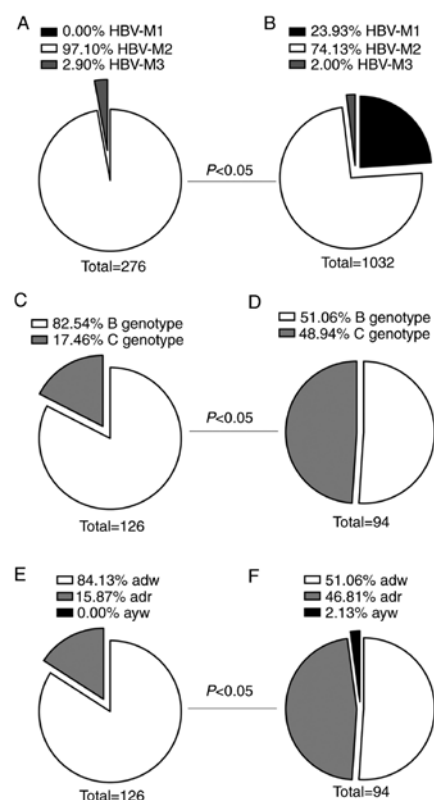 A
0.00% HBV-M1
97.10% HBV-M2
2.90% HBV-M3
Total=276
B
23.93% HBV-M1
74.13% HBV-M2
2.00% HBV-M3
Total=1032
P<0.05
C
82.54% B genotype
17.46% C genotype
Total=126
D
51.06% B genotype
48.94% C genotype
Total=94
P<0.05
E
84.13% adw
15.87% adr
0.00% ayw
Total=126
F
51.06% adw
46.81% adr
2.13% ayw
Total=94
P<0.05